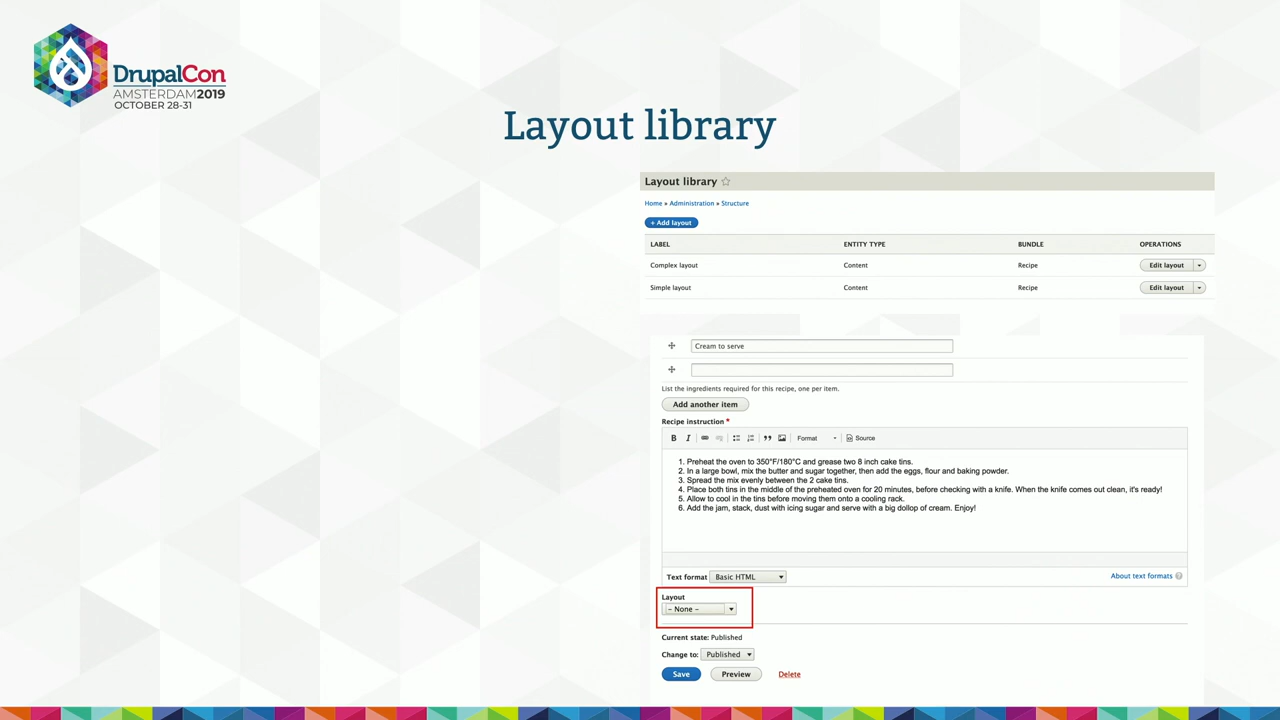 DrupalCon
AMSTERDAM2019
OCTOBER 28-31
Layout library
Layout library
Home » Administration » Structure
+ Add layout
LABEL ENTITY TYPE BUNDLE OPERATIONS
Complex layout Content Recipe Edit layout
Simple layout Content Recipe Edit layout
Cream to serve
List the ingredients required for this recipe, one per item.
Add another item
Recipe instruction *
B I Format Source
1. Preheat the oven to 350°F/180°C and grease two 8 inch cake tins.
2. In a large bowl, mix the butter and sugar together, then add the eggs, flour and baking powder.
3. Spread the mix evenly between the 2 cake tins.
4. Place both tins in the middle of the preheated oven for 20 minutes, before checking with a knife. When the knife comes out clean, it's ready!
5. Allow to cool in the tins before moving them onto a cooling rack.
6. Add the jam, stack, dust with icing sugar and serve with a big dollop of cream. Enjoy!
Text format Basic HTML About text formats ?
Layout
- None -
Current state: Published
Change to: Published
Save Preview Delete